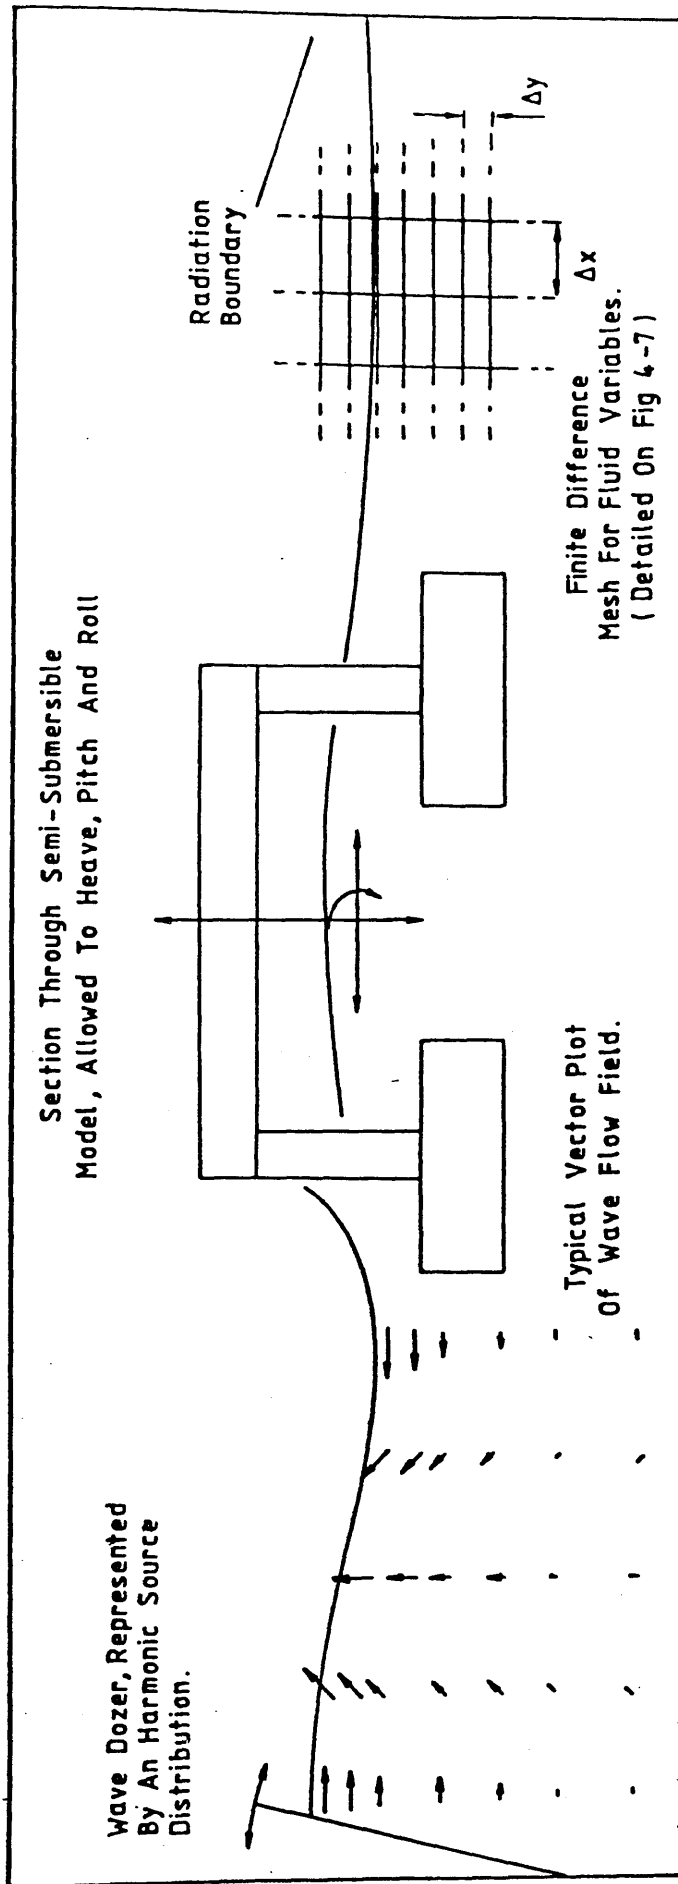 Wave Dozer, Represented
By An Harmonic Source
Distribution.
Section Through Semi-Submersible
Model, Allowed To Heave, Pitch And Roll
Radiation
Boundary
Typical Vector Plot
Of Wave Flow Field.
Δy
Δx
Finite Difference
Mesh For Fluid Variables.
(Detailed On Fig 4-7)